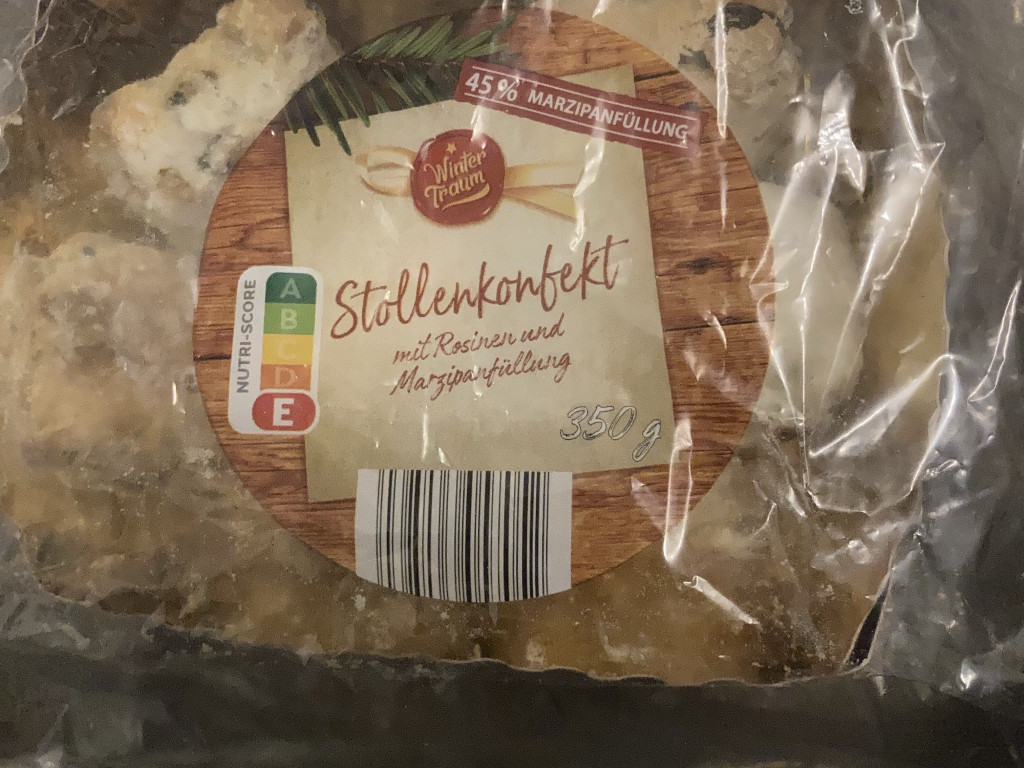 45% MARZIPANFÜLLUNG
Winter
Traum
Stollenkonfekt
mit Rosinen und
Marzipanfüllung
350 g
NUTRI-SCORE
A
B
C
D
E